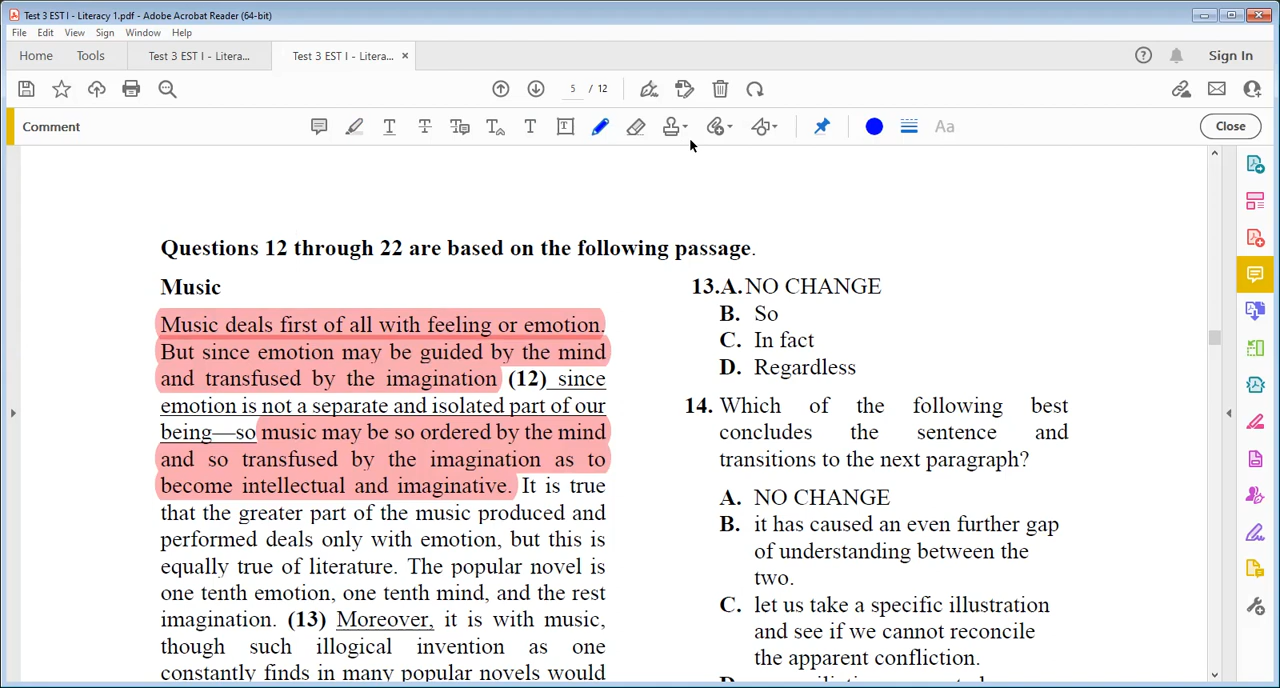 Test 3 EST I - Literacy 1.pdf - Adobe Acrobat Reader (64-bit)
File Edit View Sign Window Help
Home Tools Test 3 EST I - Litera... Test 3 EST I - Litera... × Sign In
5 / 12
Comment Aa Close
Questions 12 through 22 are based on the following passage.
Music
Music deals first of all with feeling or emotion.
But since emotion may be guided by the mind
and transfused by the imagination (12) since
emotion is not a separate and isolated part of our
being—so music may be so ordered by the mind
and so transfused by the imagination as to
become intellectual and imaginative. It is true
that the greater part of the music produced and
performed deals only with emotion, but this is
equally true of literature. The popular novel is
one tenth emotion, one tenth mind, and the rest
imagination. (13) Moreover, it is with music,
though such illogical invention as one
constantly finds in many popular novels would
13.A. NO CHANGE
B. So
C. In fact
D. Regardless
14. Which of the following best
concludes the sentence and
transitions to the next paragraph?
A. NO CHANGE
B. it has caused an even further gap
of understanding between the
two.
C. let us take a specific illustration
and see if we cannot reconcile
the apparent confliction.